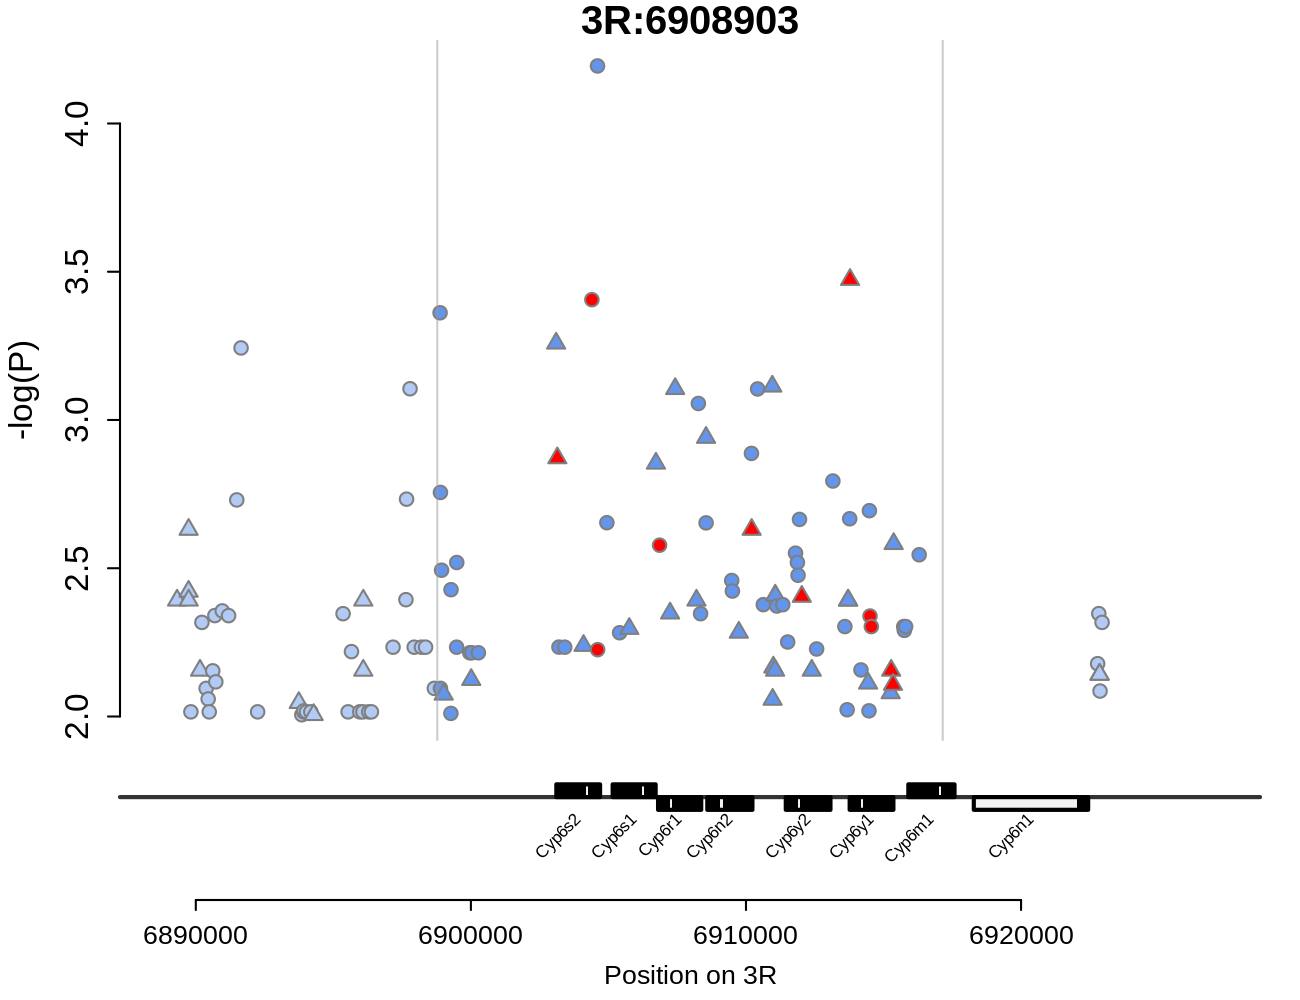 3R:6908903
4.0
3.5
3.0
2.5
2.0
-log(P)
Cyp6s2
Cyp6s1
Cyp6r1
Cyp6n2
Cyp6y2
Cyp6y1
Cyp6m1
Cyp6n1
6890000
6900000
6910000
6920000
Position on 3R